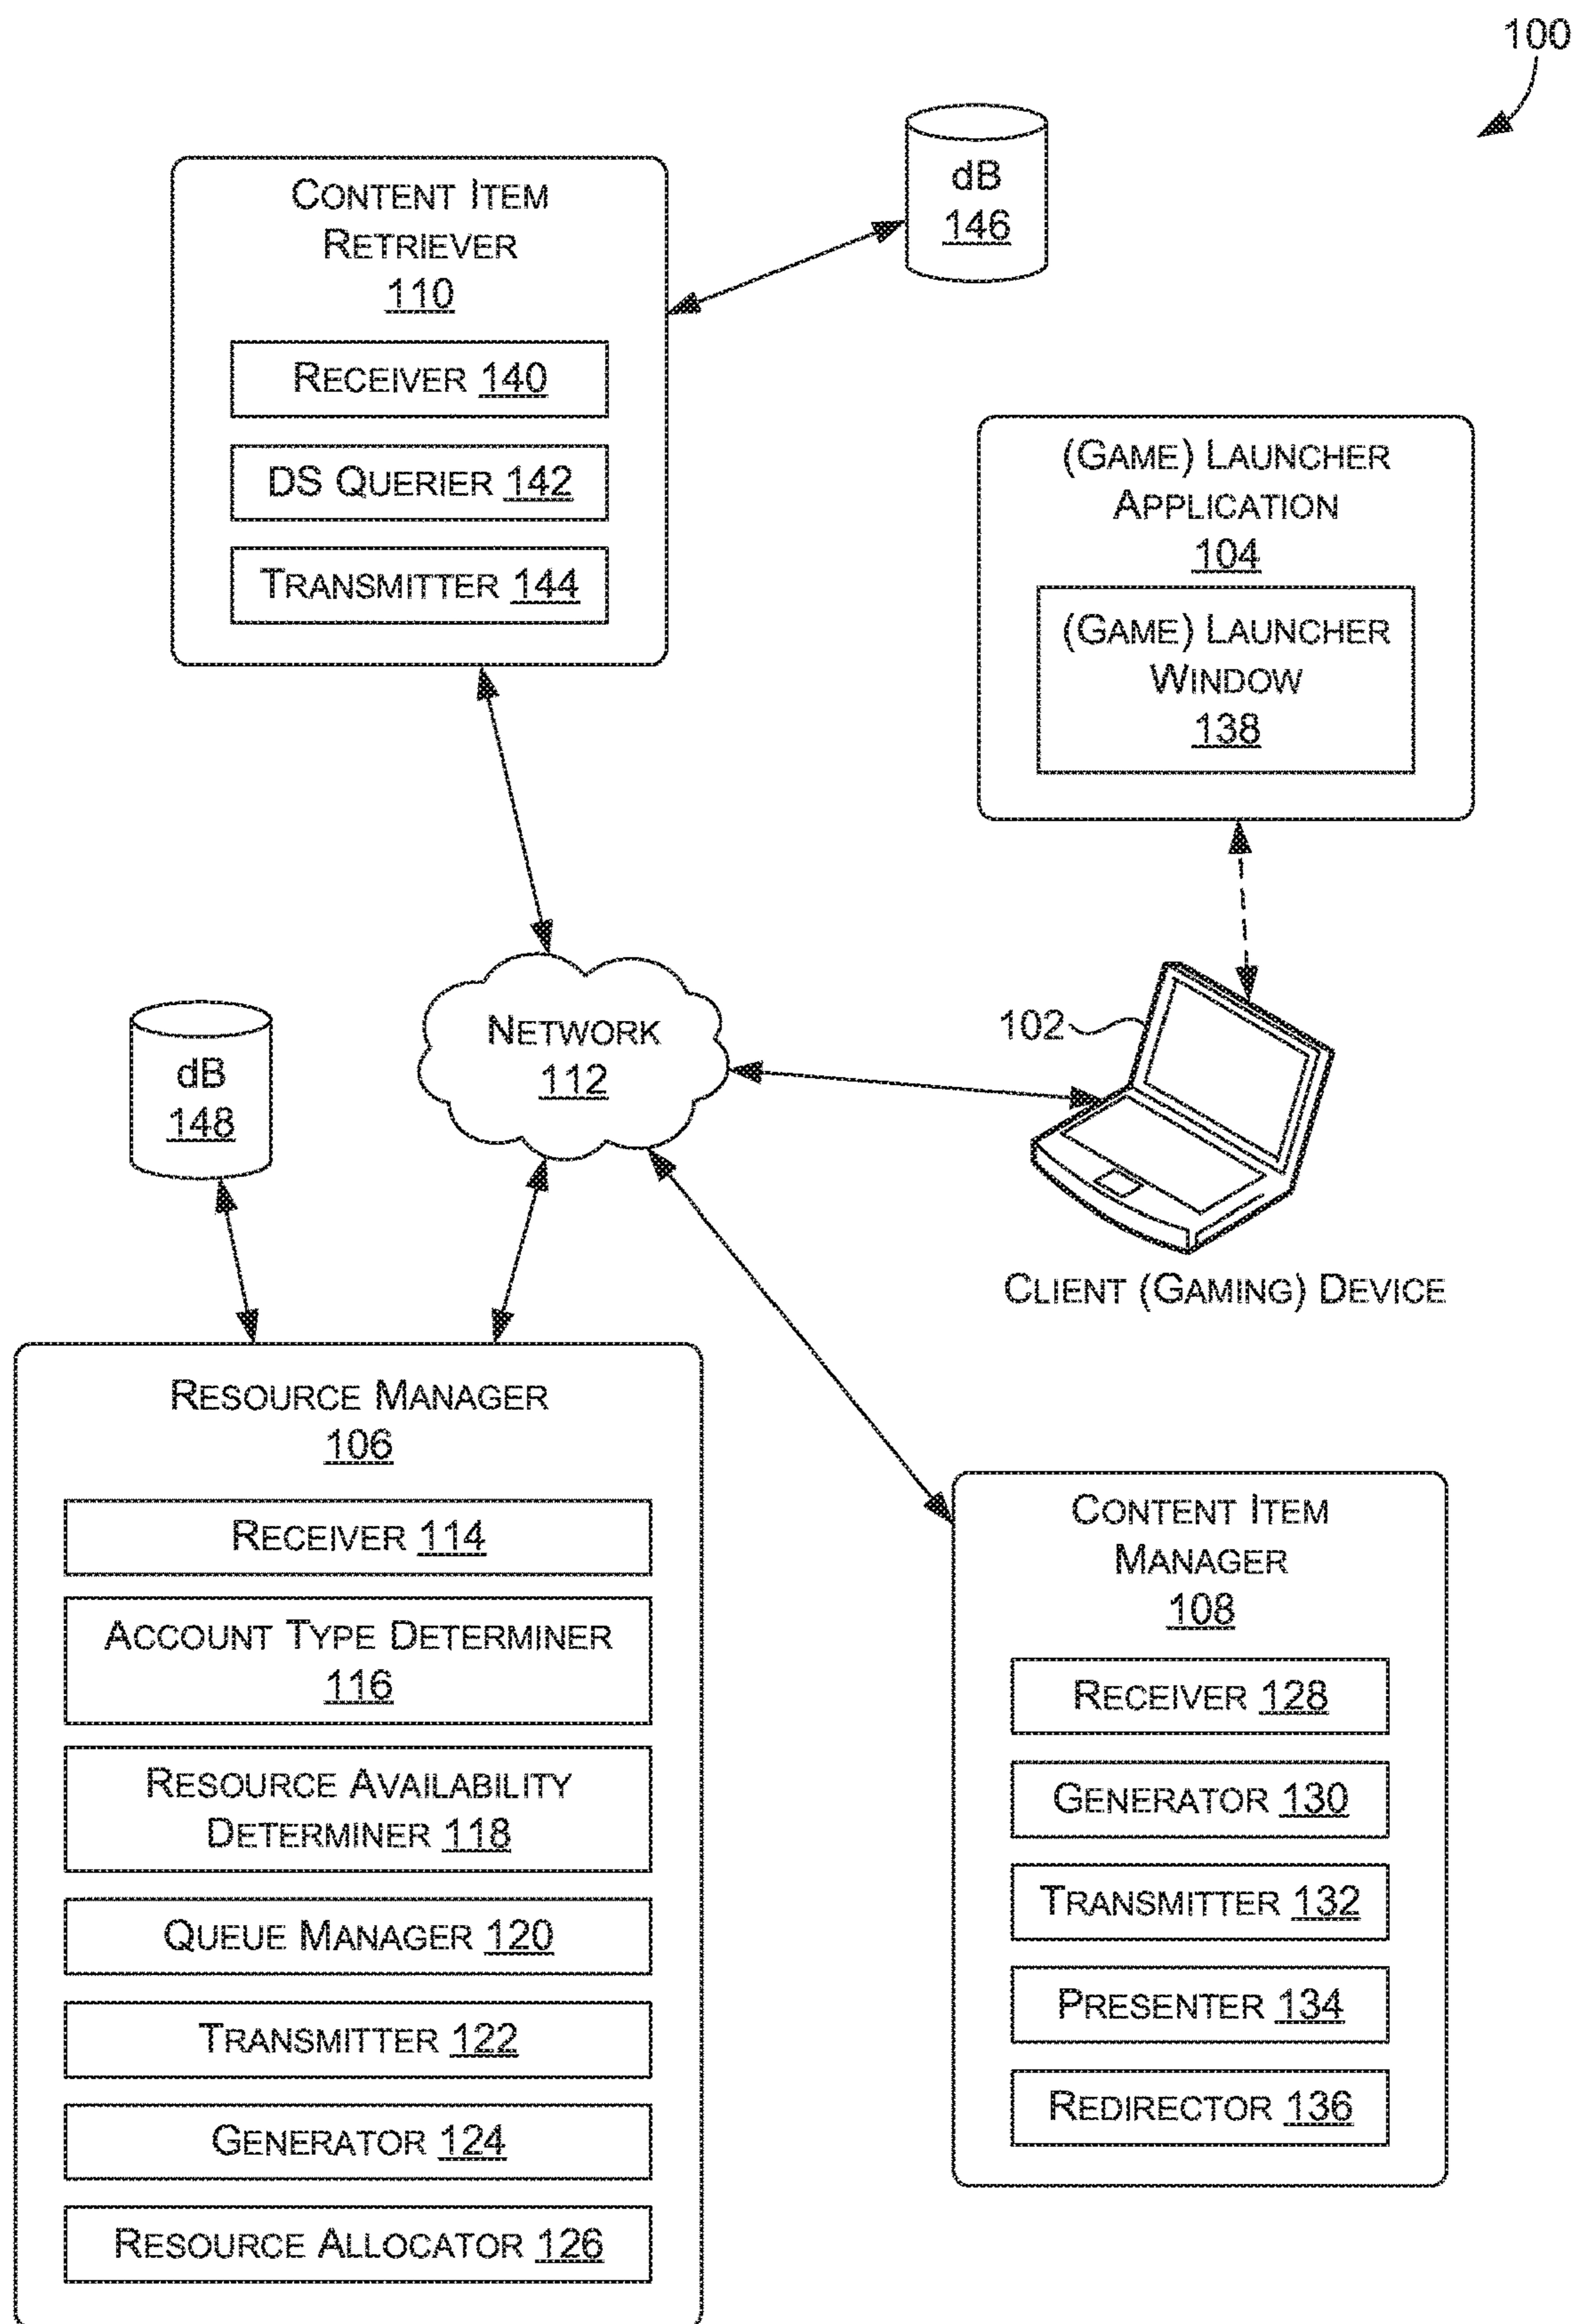 100
CONTENT ITEM
RETRIEVER
110
RECEIVER 140
DS QUERIER 142
TRANSMITTER 144
dB
146
(GAME) LAUNCHER
APPLICATION
104
(GAME) LAUNCHER
WINDOW
138
NETWORK
112
102
CLIENT (GAMING) DEVICE
dB
148
RESOURCE MANAGER
106
RECEIVER 114
ACCOUNT TYPE DETERMINER
116
RESOURCE AVAILABILITY
DETERMINER 118
QUEUE MANAGER 120
TRANSMITTER 122
GENERATOR 124
RESOURCE ALLOCATOR 126
CONTENT ITEM
MANAGER
108
RECEIVER 128
GENERATOR 130
TRANSMITTER 132
PRESENTER 134
REDIRECTOR 136